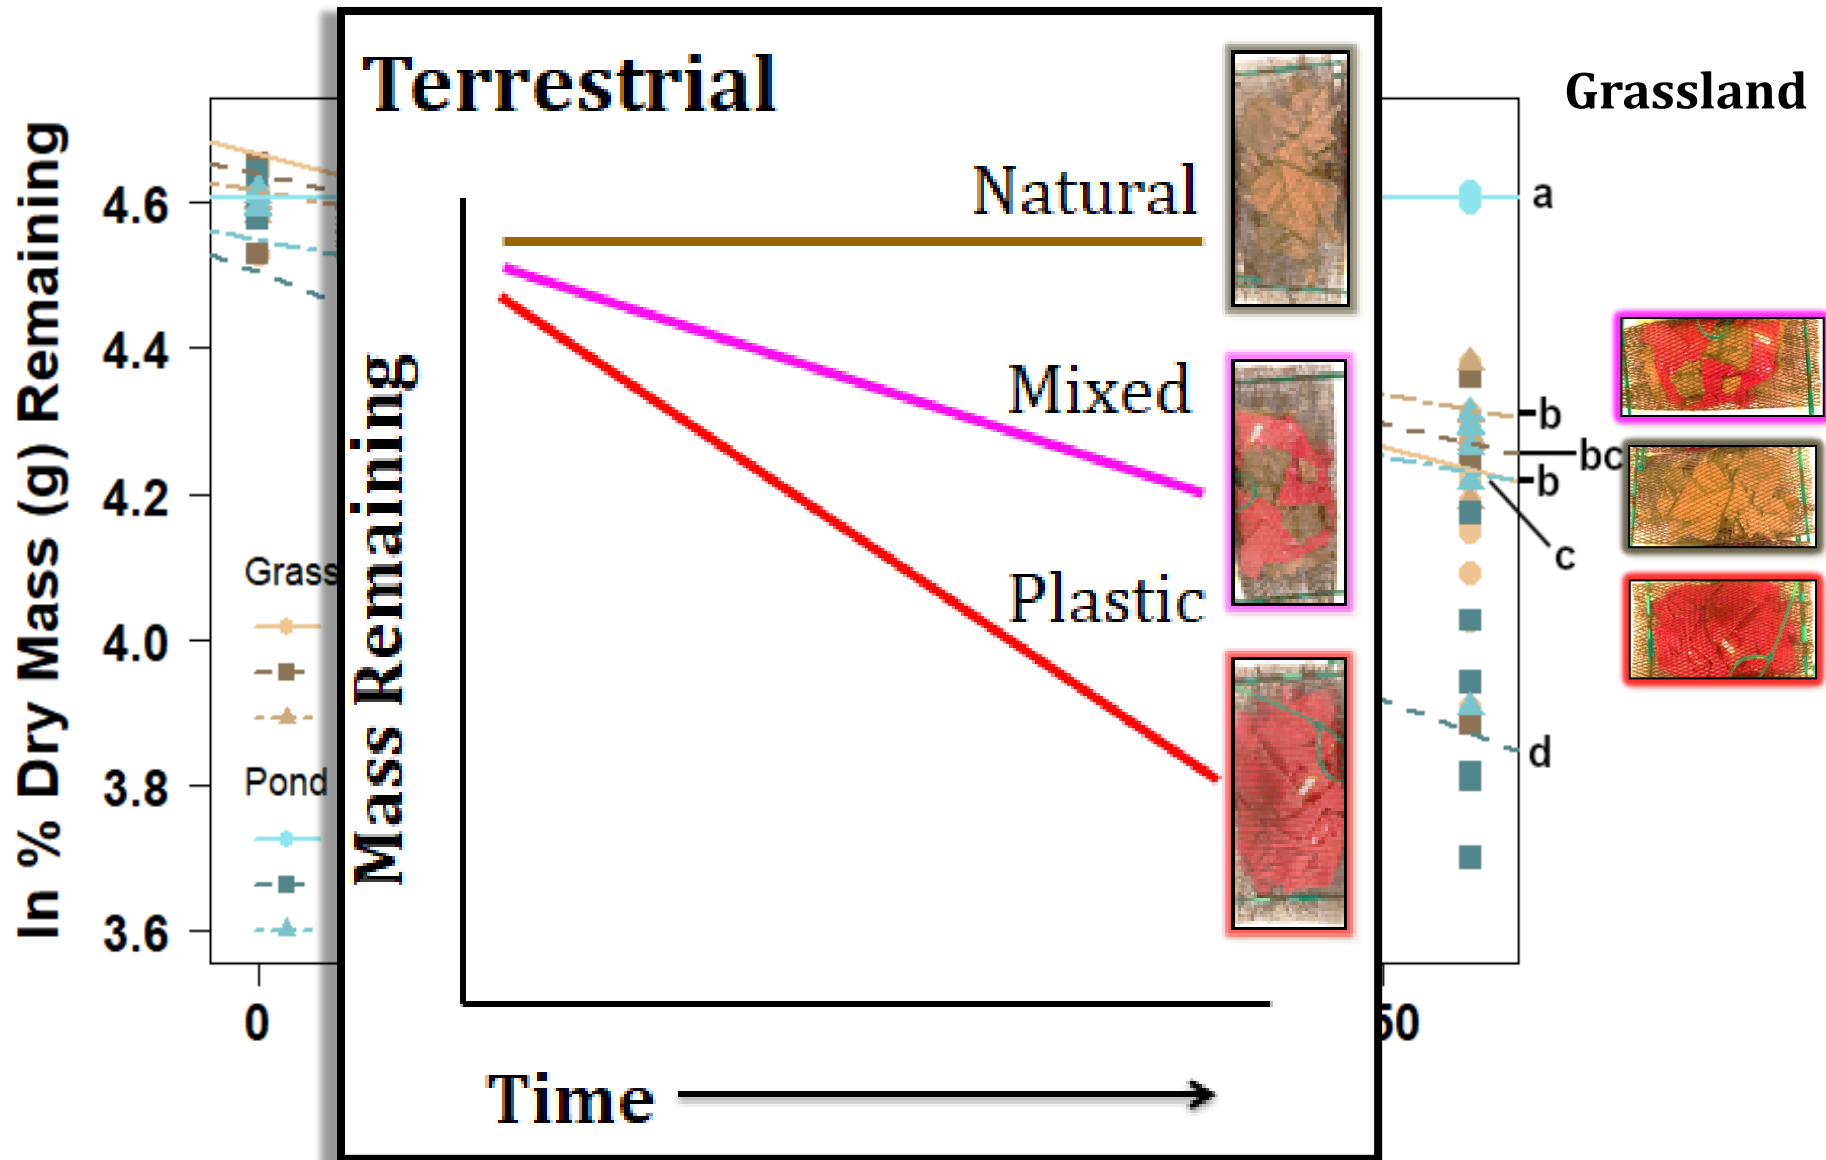 Terrestrial
Grassland
Natural
Mixed
Plastic
Mass Remaining
Time
In % Dry Mass (g) Remaining
4.6
4.4
4.2
4.0
3.8
3.6
Grass
Pond
0
50
a
b
bc
b
c
d